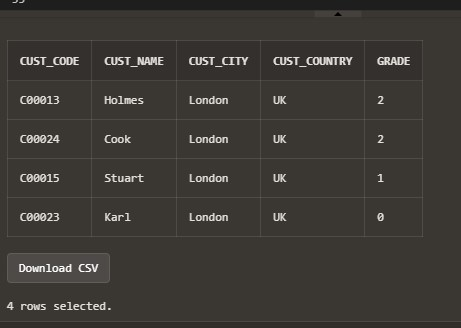 CUST_CODE CUST_NAME CUST_CITY CUST_COUNTRY GRADE
C00013 Holmes London UK 2
C00024 Cook London UK 2
C00015 Stuart London UK 1
C00023 Karl London UK 0
Download CSV
4 rows selected.